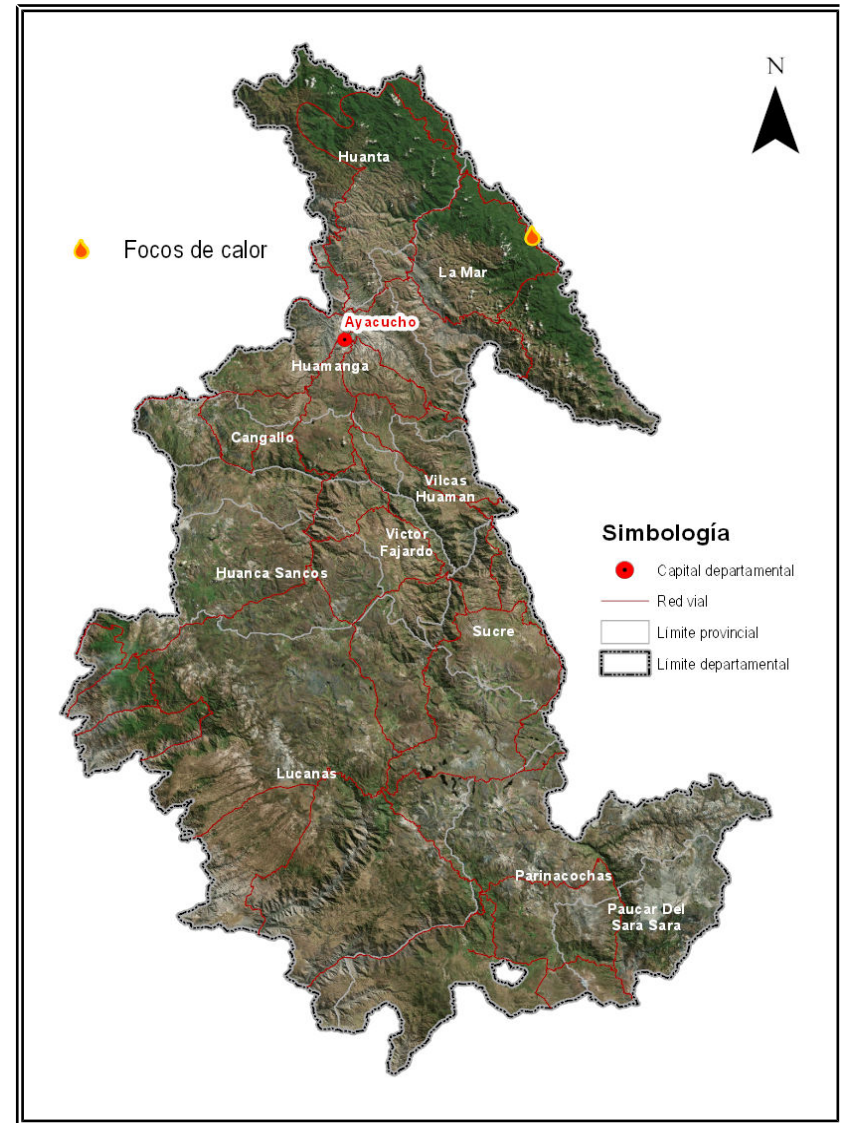 N
Huanta
Focos de calor
La Mar
Ayacucho
Huamanga
Cangallo
Vilcas
Huaman
Victor
Fajardo
Huanca Sancos
Sucre
Simbología
Capital departamental
Red vial
Límite provincial
Límite departamental
Lucanas
Parinacochas
Paucar Del
Sara Sara